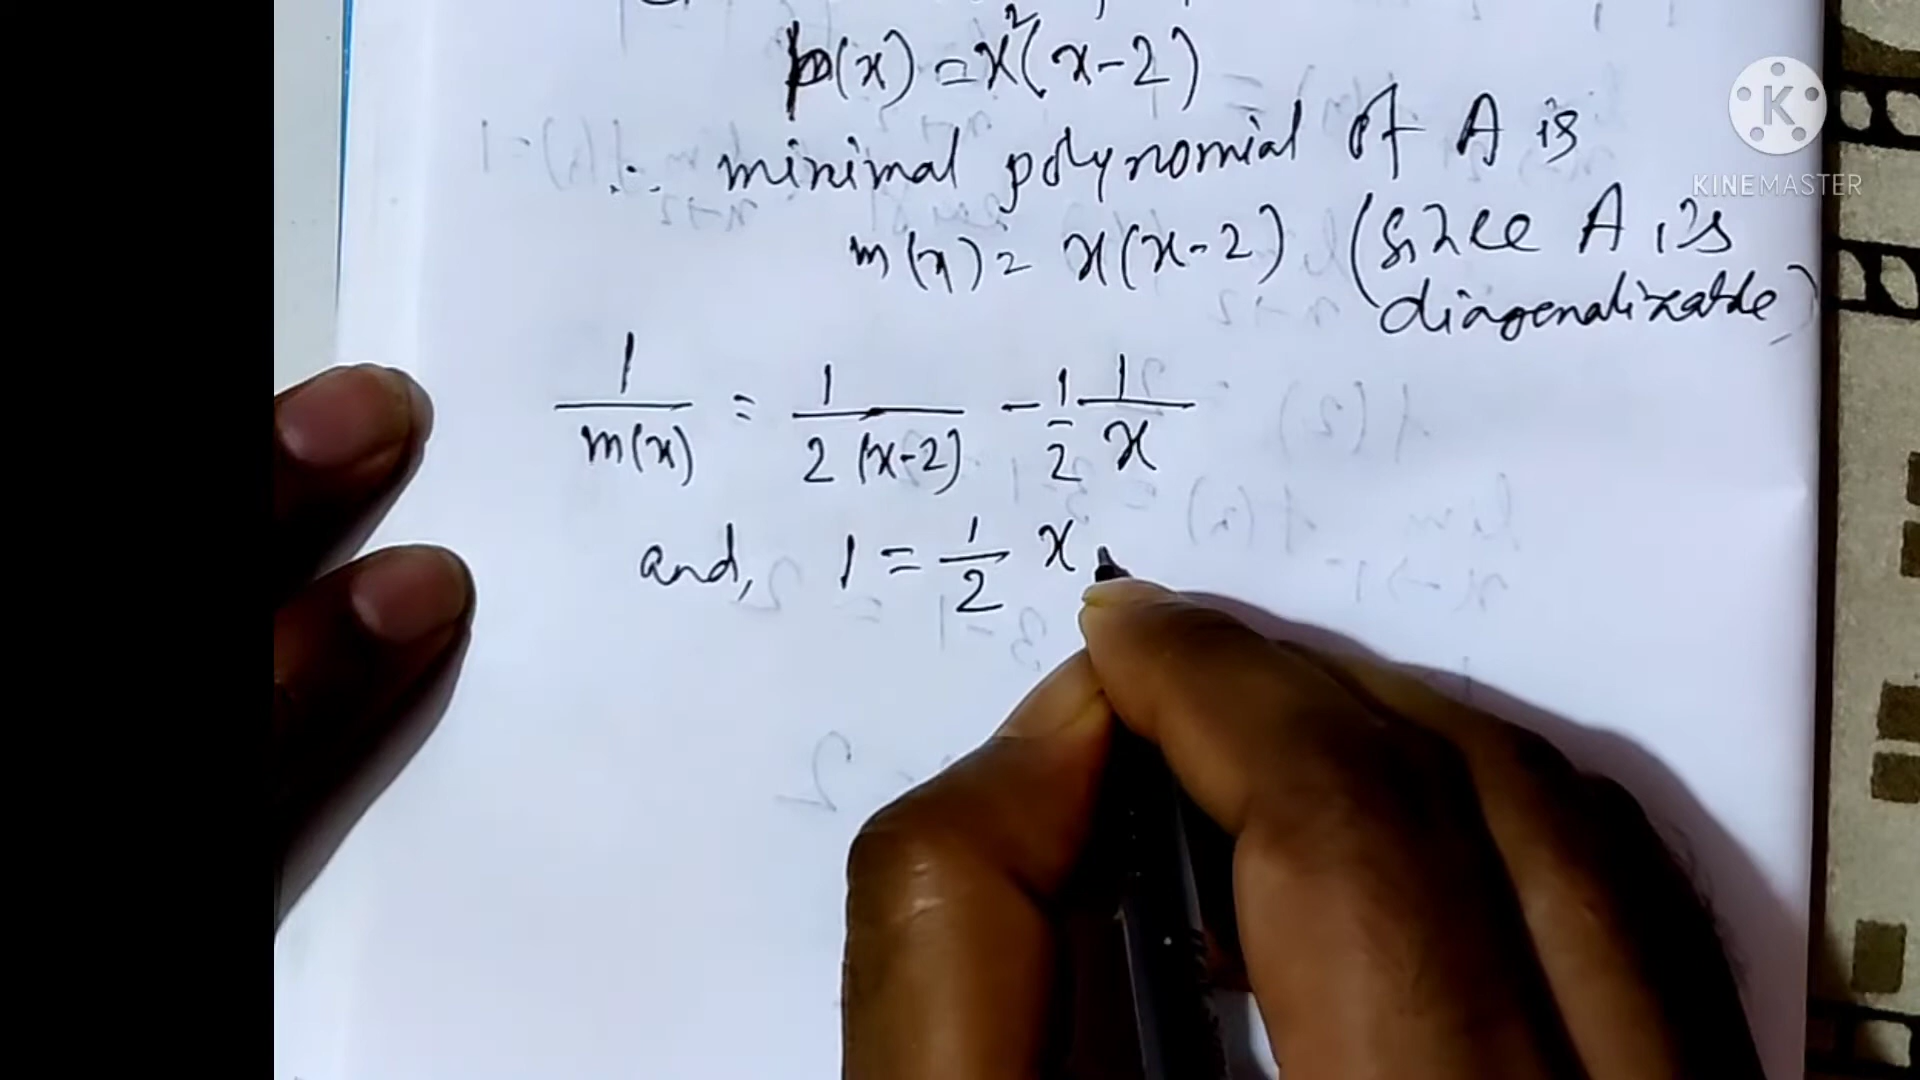 p(x) = x²(x-2)
∴ minimal polynomial of A is
m(x) = x(x-2) (since A is
diagonalizable)
1/m(x) = 1/2(x-2) - 1/2 1/x
and, 1 = 1/2 x
K
KINEMASTER